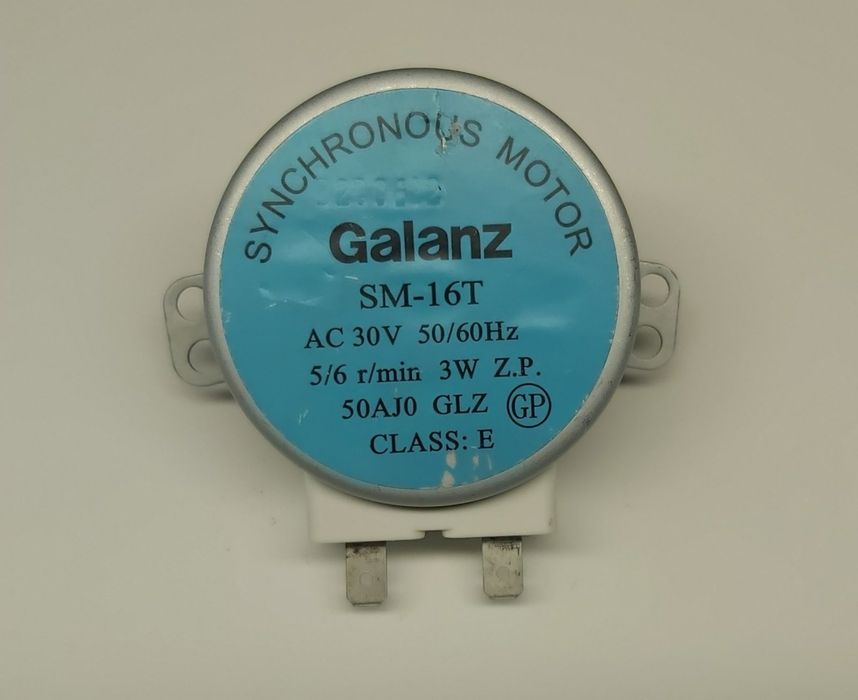 SYNCHRONOUS MOTOR
Galanz
SM-16T
AC 30V 50/60Hz
5/6 r/min 3W Z.P.
50AJ0 GLZ GP
CLASS: E